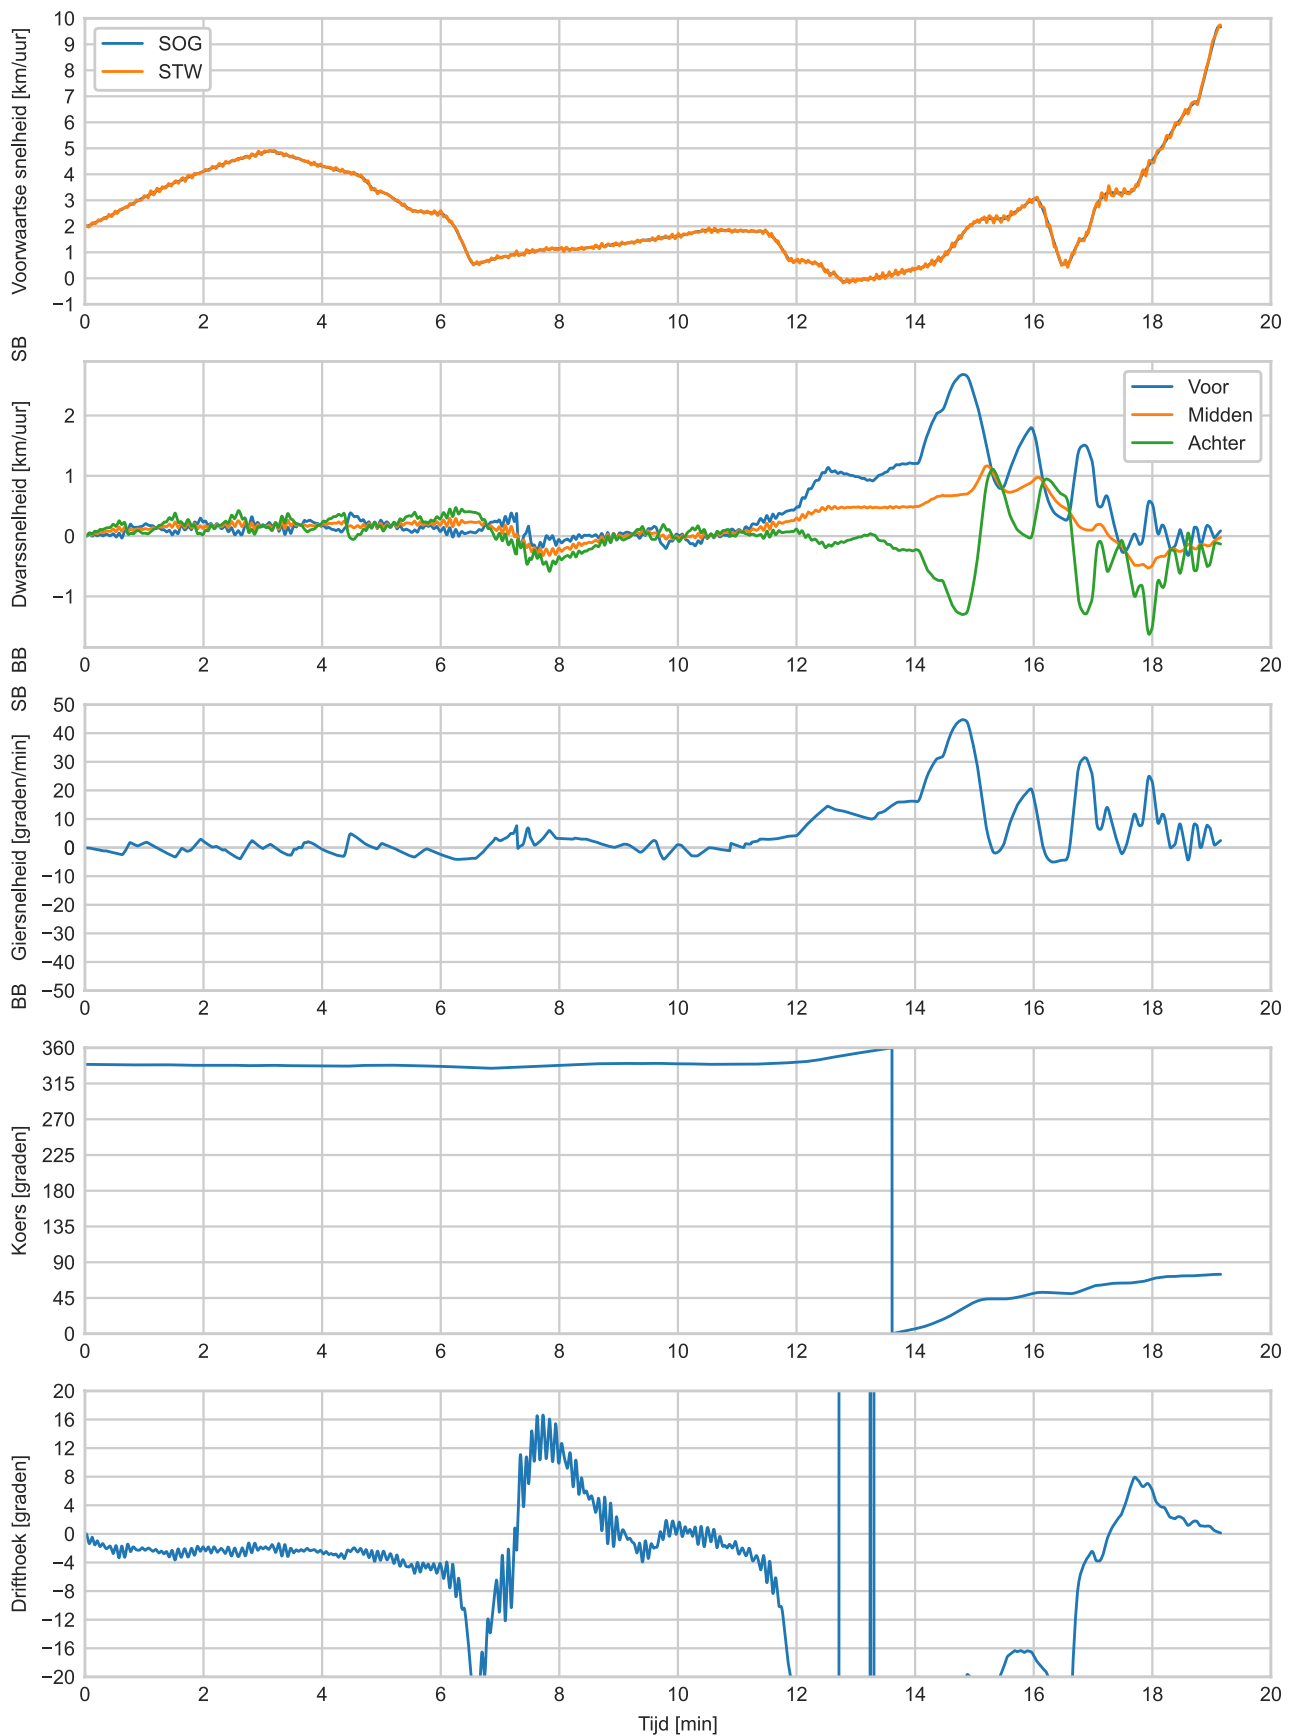 Voorwaartse snelheid [km/uur]
10
9
8
7
6
5
4
3
2
1
0
−1
SOG
STW
0 2 4 6 8 10 12 14 16 18 20
SB
Dwarssnelheid [km/uur]
BB
2
1
0
−1
Voor
Midden
Achter
0 2 4 6 8 10 12 14 16 18 20
SB
Giersnelheid [graden/min]
BB
50
40
30
20
10
0
−10
−20
−30
−40
−50
0 2 4 6 8 10 12 14 16 18 20
Koers [graden]
360
315
270
225
180
135
90
45
0
0 2 4 6 8 10 12 14 16 18 20
Drifthoek [graden]
20
16
12
8
4
0
−4
−8
−12
−16
−20
0 2 4 6 8 10 12 14 16 18 20
Tijd [min]